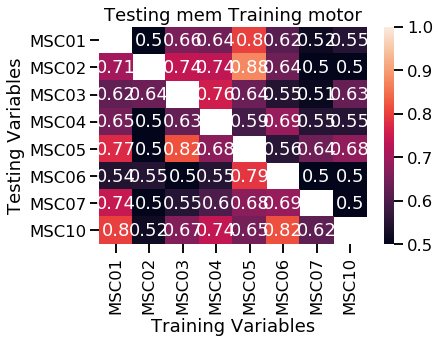 Testing mem Training motor
MSC01 0.5 0.66 0.64 0.8 0.62 0.52 0.55
MSC02 0.71 0.74 0.74 0.88 0.64 0.5 0.5
MSC03 0.62 0.64 0.76 0.64 0.55 0.51 0.63
MSC04 0.65 0.5 0.63 0.59 0.69 0.55 0.55
MSC05 0.77 0.5 0.82 0.68 0.56 0.64 0.68
MSC06 0.54 0.55 0.5 0.55 0.79 0.5 0.5
MSC07 0.74 0.5 0.55 0.6 0.68 0.69 0.5
MSC10 0.8 0.52 0.67 0.74 0.65 0.82 0.62
MSC01 MSC02 MSC03 MSC04 MSC05 MSC06 MSC07 MSC10
Training Variables
Testing Variables
1.0
0.9
0.8
0.7
0.6
0.5